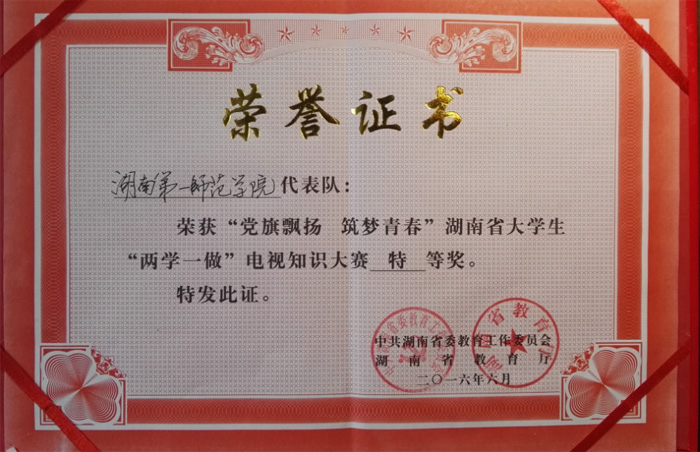 荣誉证书
湖南第一师范学院代表队：
荣获“党旗飘扬 筑梦青春”湖南省大学生
“两学一做”电视知识大赛 特 等奖。
特发此证。
中共湖南省委教育工作委员会
湖南省教育厅
二〇一六年六月